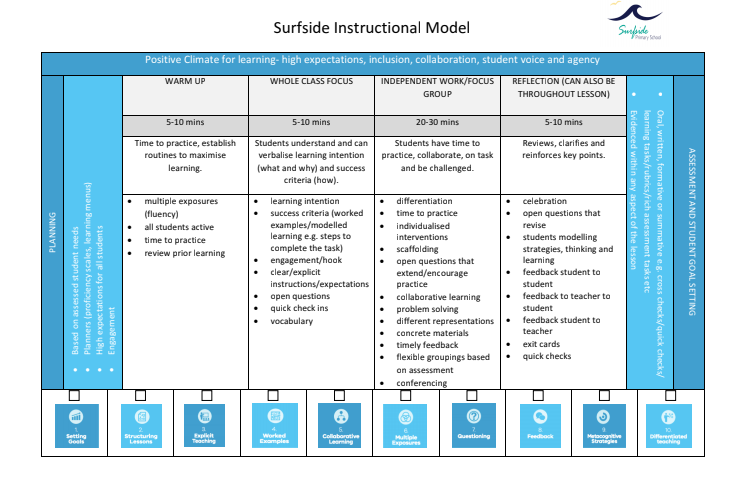 Surfside Instructional Model
Surfside
Primary School
Positive Climate for learning- high expectations, inclusion, collaboration, student voice and agency
PLANNING
Based on assessed student needs
Planners (proficiency scales, learning menus)
High expectations for all students
Engagement
WARM UP
5-10 mins
Time to practice, establish
routines to maximise
learning.
multiple exposures
(fluency)
all students active
time to practice
review prior learning
WHOLE CLASS FOCUS
5-10 mins
Students understand and can
verbalise learning intention
(what and why) and success
criteria (how).
learning intention
success criteria (worked
examples/modelled
learning e.g. steps to
complete the task)
engagement/hook
clear/explicit
instructions/expectations
open questions
quick check ins
vocabulary
INDEPENDENT WORK/FOCUS
GROUP
20-30 mins
Students have time to
practice, collaborate, on task
and be challenged.
differentiation
time to practice
individualised
interventions
scaffolding
open questions that
extend/encourage
practice
collaborative learning
problem solving
different representations
concrete materials
timely feedback
flexible groupings based
on assessment
conferencing
REFLECTION (CAN ALSO BE
THROUGHOUT LESSON)
5-10 mins
Reviews, clarifies and
reinforces key points.
celebration
open questions that
revise
students modelling
strategies, thinking and
learning
feedback student to
student
feedback to teacher to
student
feedback student to
teacher
exit cards
quick checks
Oral, written, formative or summative e.g. cross checks/quick checks/
learning tasks/rubrics/rich assessment tasks etc
Evidenced within any aspect of the lesson
ASSESSMENT AND STUDENT GOAL SETTING
1.
Setting
Goals
2.
Structuring
Lessons
3.
Explicit
Teaching
4.
Worked
Examples
5.
Collaborative
Learning
6.
Multiple
Exposures
7.
Questioning
8.
Feedback
9.
Metacognitive
Strategies
10.
Differentiated
teaching